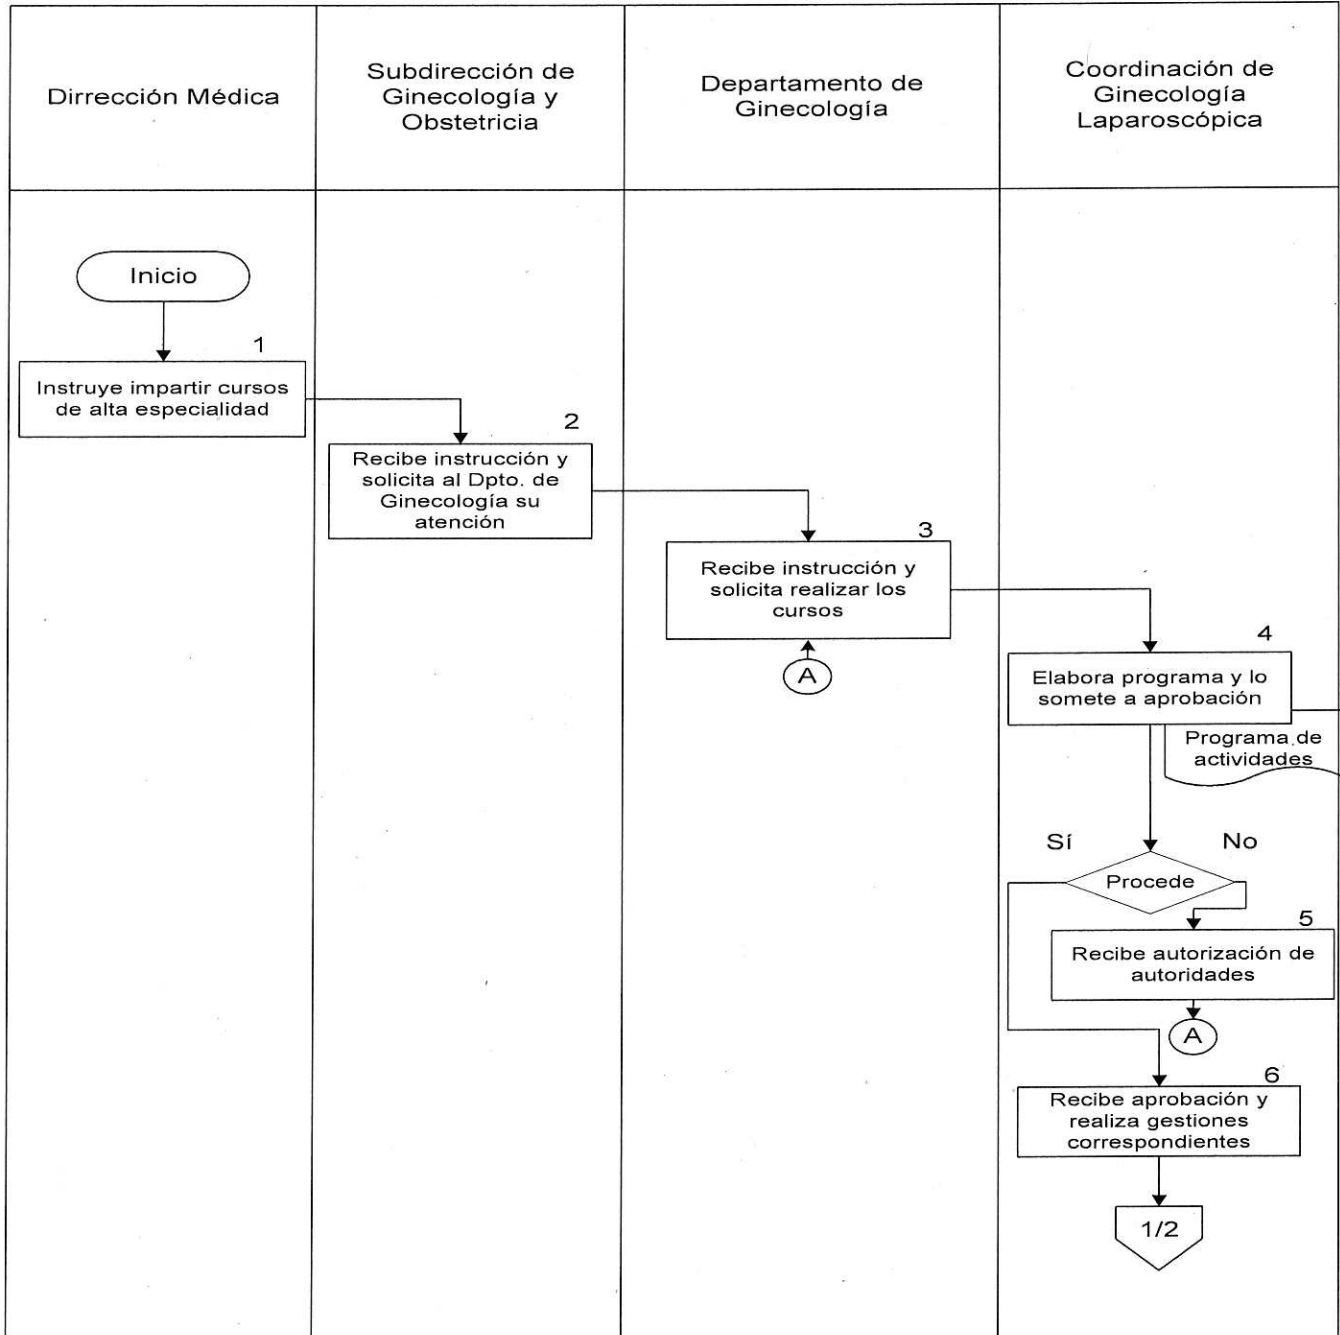 Dirrección Médica
Subdirección de
Ginecología y
Obstetricia
Departamento de
Ginecología
Coordinación de
Ginecología
Laparoscópica
Inicio
1
Instruye impartir cursos
de alta especialidad
2
Recibe instrucción y
solicita al Dpto. de
Ginecología su
atención
3
Recibe instrucción y
solicita realizar los
cursos
A
4
Elabora programa y lo
somete a aprobación
Programa de
actividades
Sí
No
Procede
5
Recibe autorización de
autoridades
A
6
Recibe aprobación y
realiza gestiones
correspondientes
1/2